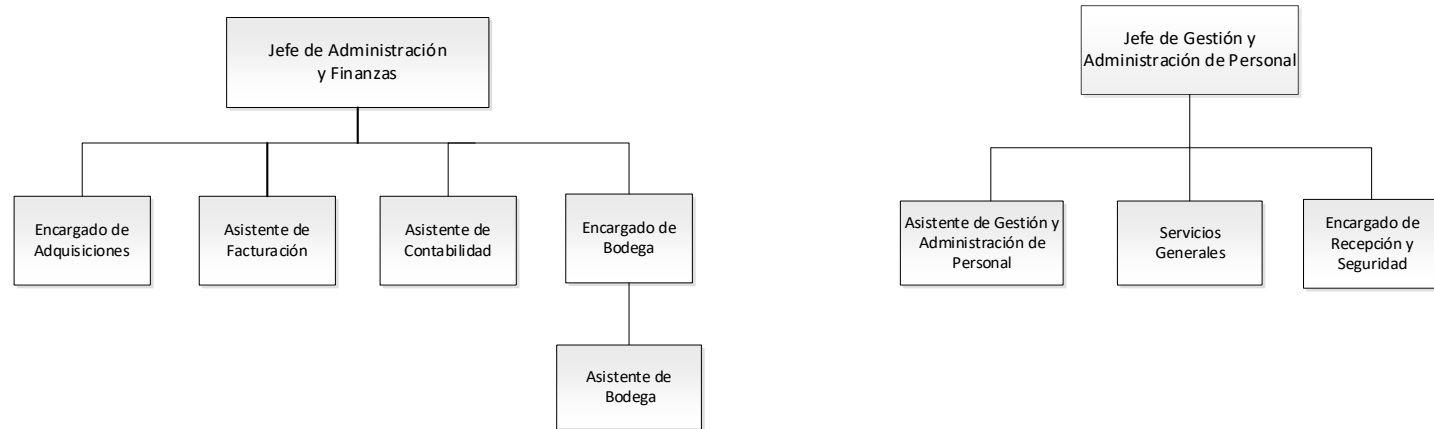 Jefe de Administración
y Finanzas
Jefe de Gestión y
Administración de Personal
Encargado de
Adquisiciones
Asistente de
Facturación
Asistente de
Contabilidad
Encargado de
Bodega
Asistente de Gestión y
Administración de
Personal
Servicios
Generales
Encargado de
Recepción y
Seguridad
Asistente de
Bodega